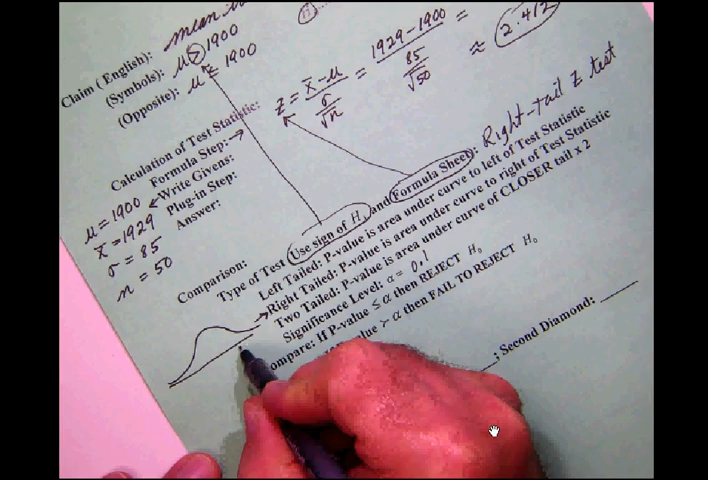 H
Claim (English): mean
(Symbols): μ > 1900
(Opposite): μ ≤ 1900
Calculation of Test Statistic:
Formula Step: → z = x̄ - μ / σ/√n = 1929 - 1900 / 85/√50 = ≈ 2.412
Write Givens:
Plug-in Step:
Answer:
μ = 1900
x̄ = 1929
σ = 85
n = 50
Comparison:
Type of Test (Use sign of H and Formula Sheet): Right-tail z test
Left Tailed: P-value is area under curve to left of Test Statistic
Right Tailed: P-value is area under curve to right of Test Statistic
Two Tailed: P-value is area under curve of CLOSER tail x 2
Significance Level: α = 0.1
ompare: If P-value ≤ α then REJECT H₀
value > α then FAIL TO REJECT H₀
; Second Diamond: